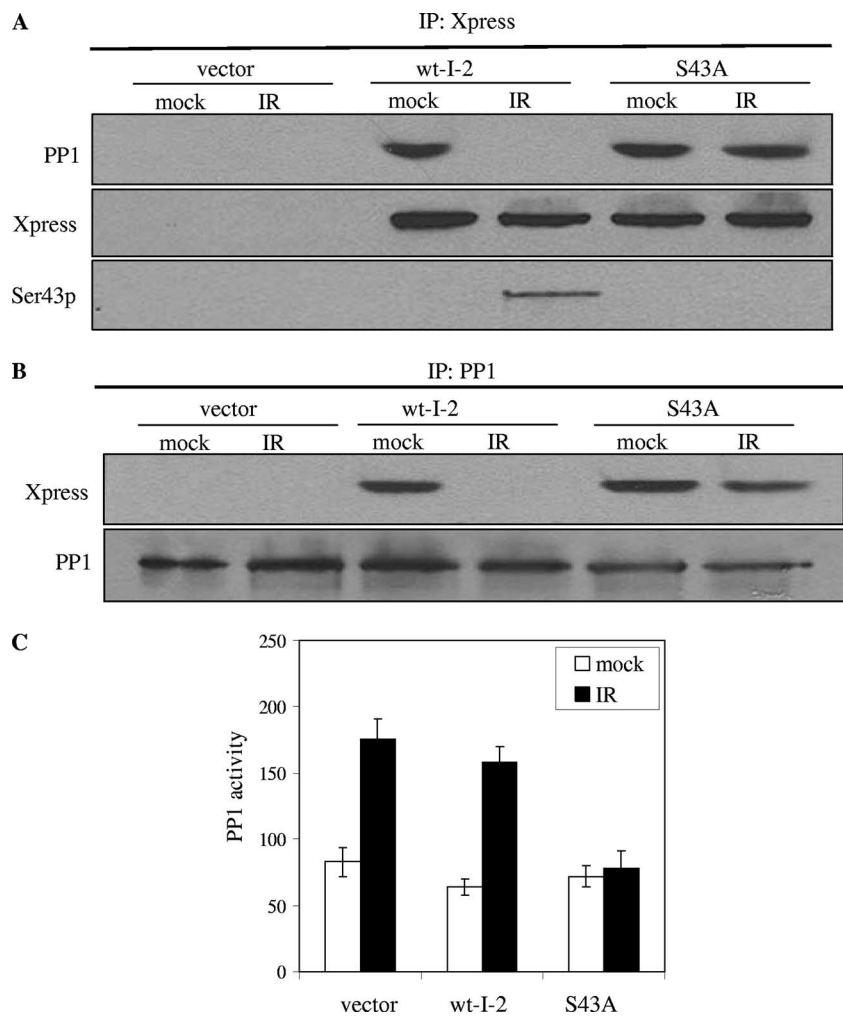 A
IP: Xpress
vector wt-I-2 S43A
mock IR mock IR mock IR
PP1
Xpress
Ser43p
B
IP: PP1
vector wt-I-2 S43A
mock IR mock IR mock IR
Xpress
PP1
C
250
200
150
100
50
0
PP1 activity
mock
IR
vector wt-I-2 S43A